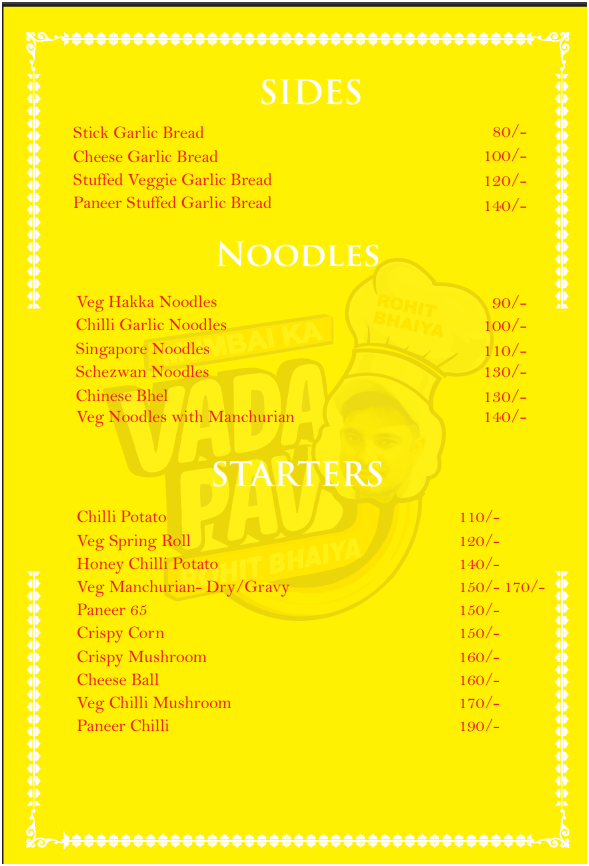 SIDES
Stick Garlic Bread 80/-
Cheese Garlic Bread 100/-
Stuffed Veggie Garlic Bread 120/-
Paneer Stuffed Garlic Bread 140/-
NOODLES
ROHIT
BHAIYA
Veg Hakka Noodles 90/-
Chilli Garlic Noodles 100/-
MUMBAI KA
Singapore Noodles 110/-
Schezwan Noodles 130/-
Chinese Bhel 130/-
Veg Noodles with Manchurian 140/-
VADA
PAV
STARTERS
Chilli Potato 110/-
Veg Spring Roll 120/-
Honey Chilli Potato 140/-
ROHIT BHAIYA
Veg Manchurian- Dry/Gravy 150/- 170/-
Paneer 65 150/-
Crispy Corn 150/-
Crispy Mushroom 160/-
Cheese Ball 160/-
Veg Chilli Mushroom 170/-
Paneer Chilli 190/-